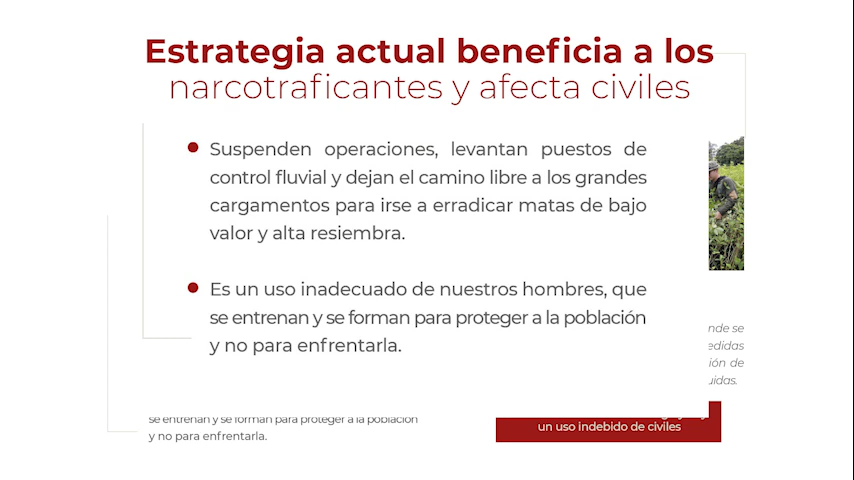 Estrategia actual beneficia a los
narcotraficantes y afecta civiles
Suspenden operaciones, levantan puestos de
control fluvial y dejan el camino libre a los grandes
cargamentos para irse a erradicar matas de bajo
valor y alta resiembra.
Es un uso inadecuado de nuestros hombres, que
se entrenan y se forman para proteger a la población
y no para enfrentarla.
nde se
edidas
ión de
uidas.
se entrenan y se forman para proteger a la población
y no para enfrentarla.
un uso indebido de civiles